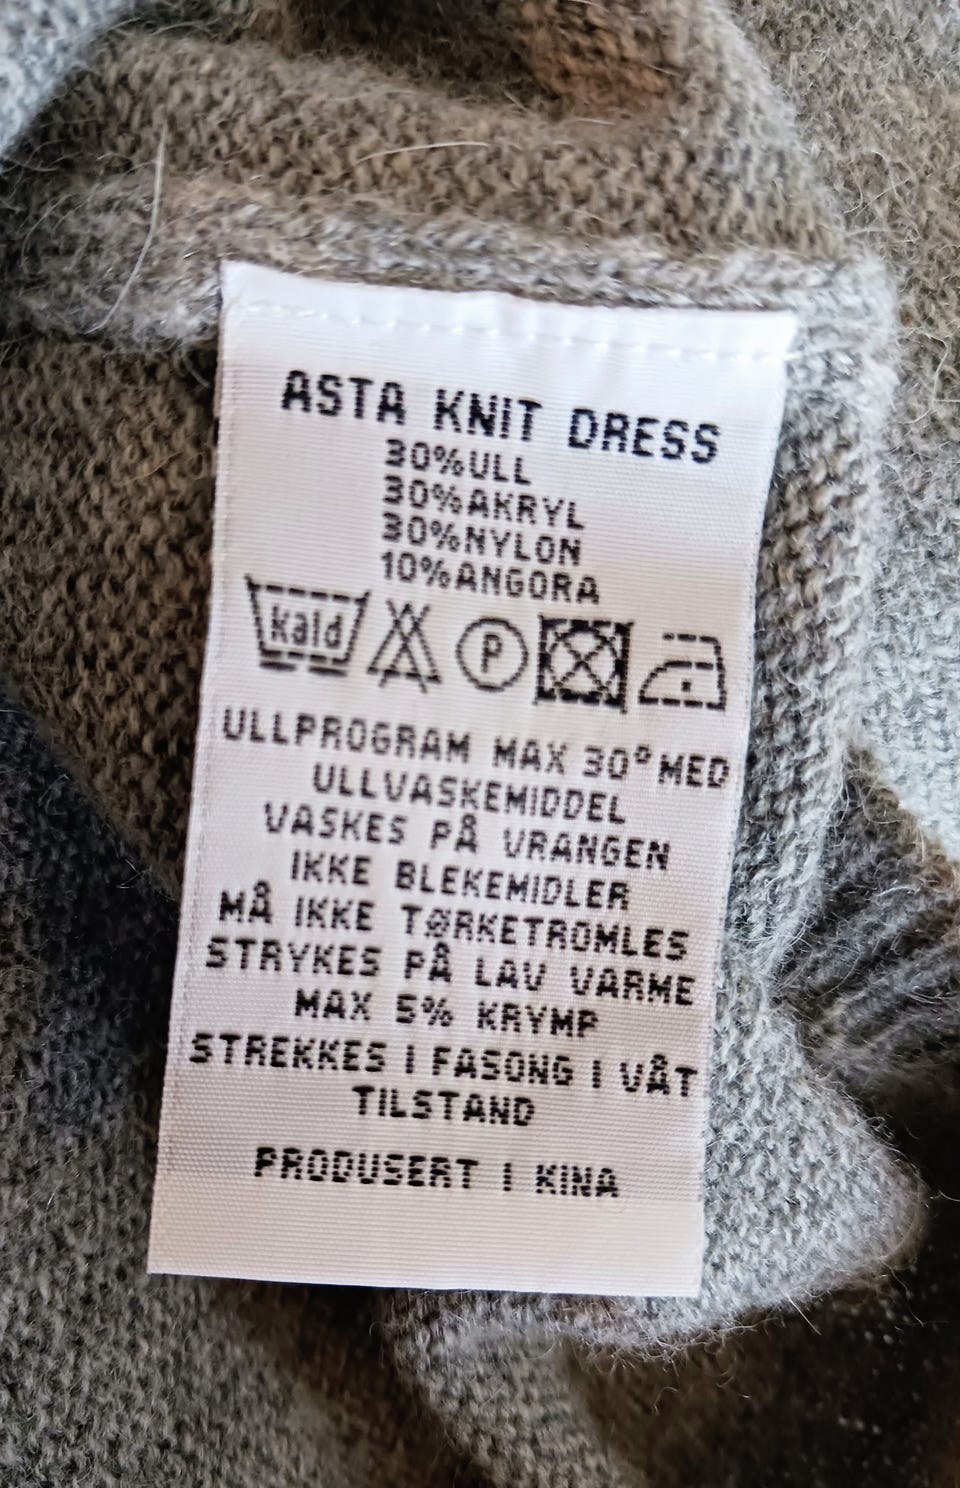 ASTA KNIT DRESS
30%ULL
30%AKRYL
30%NYLON
10%ANGORA
kald P
ULLPROGRAM MAX 30° MED
ULLVASKEMIDDEL
VASKES PÅ VRANGEN
IKKE BLEKEMIDLER
MÅ IKKE TØRKETROMLES
STRYKES PÅ LAV VARME
MAX 5% KRYMP
STREKKES I FASONG I VÅT
TILSTAND
PRODUSERT I KINA